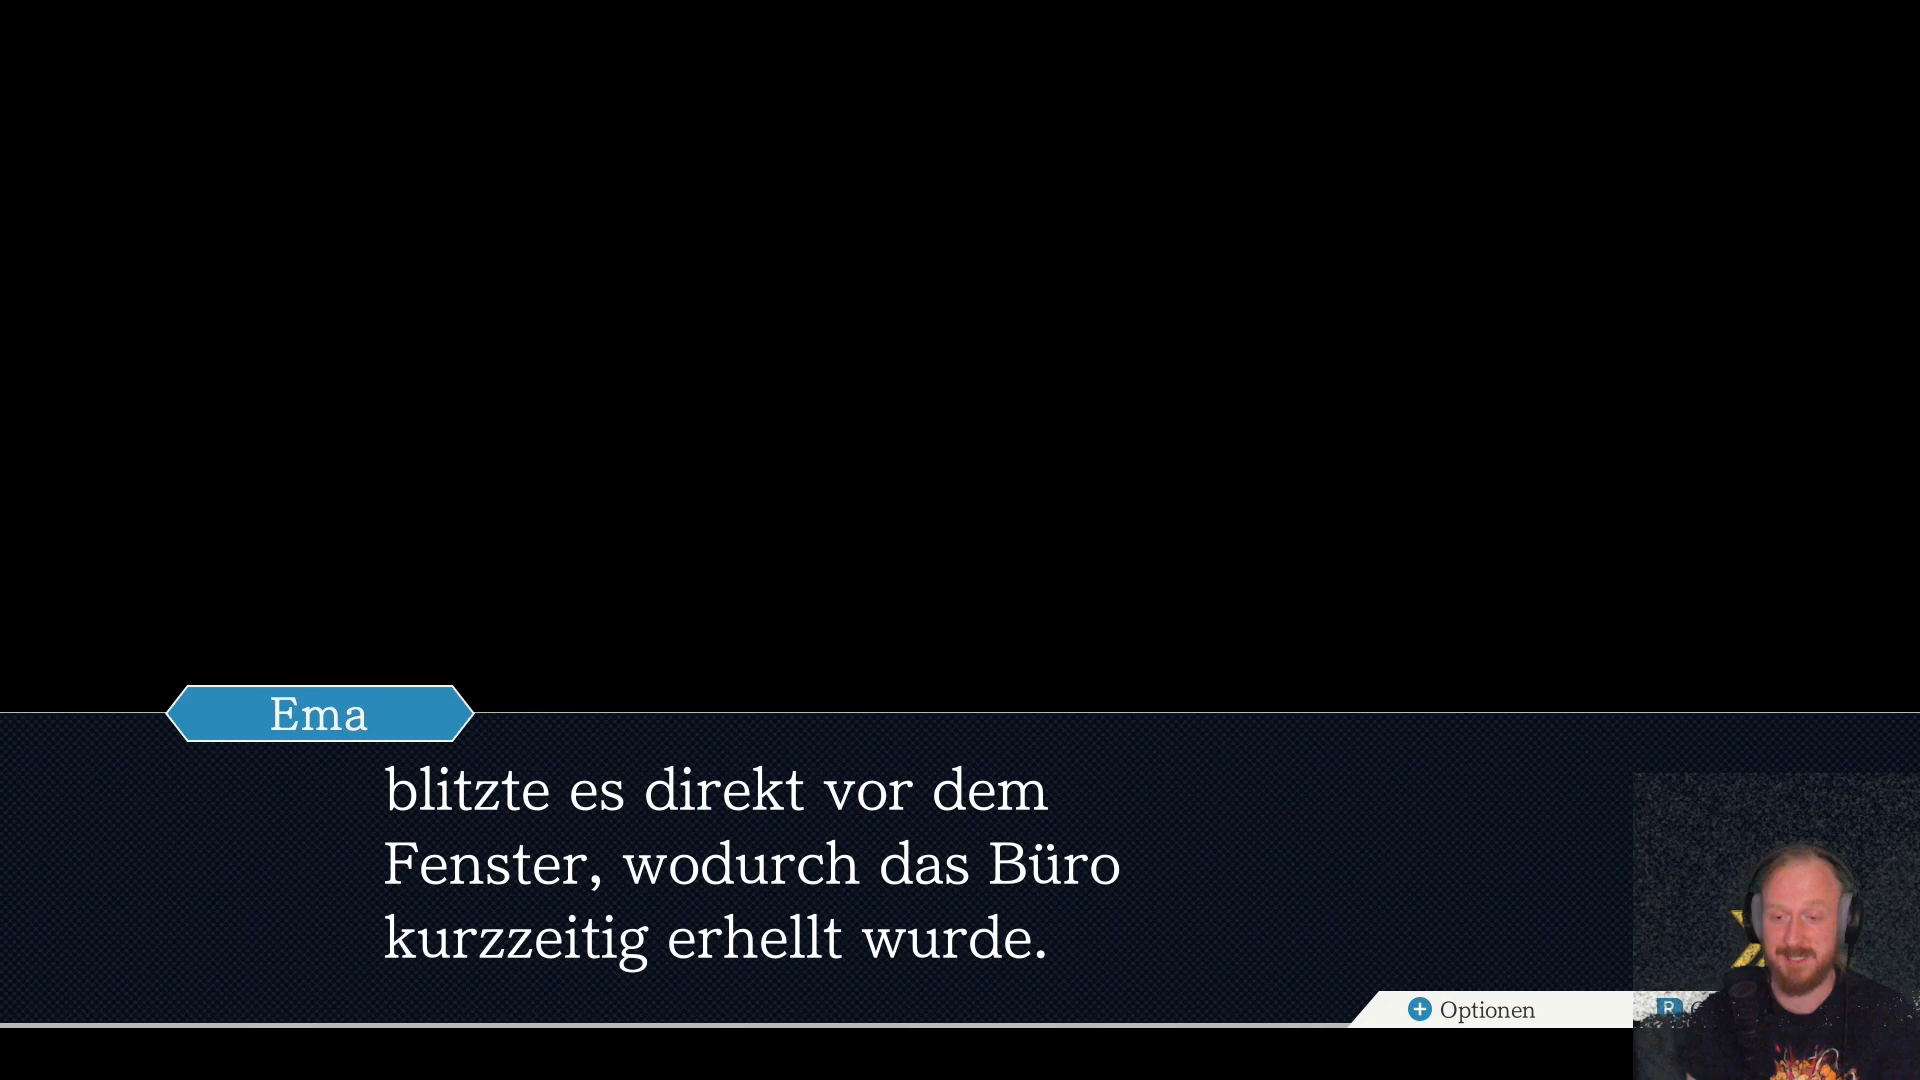 Ema
blitzte es direkt vor dem
Fenster, wodurch das Büro
kurzzeitig erhellt wurde.
Optionen
R